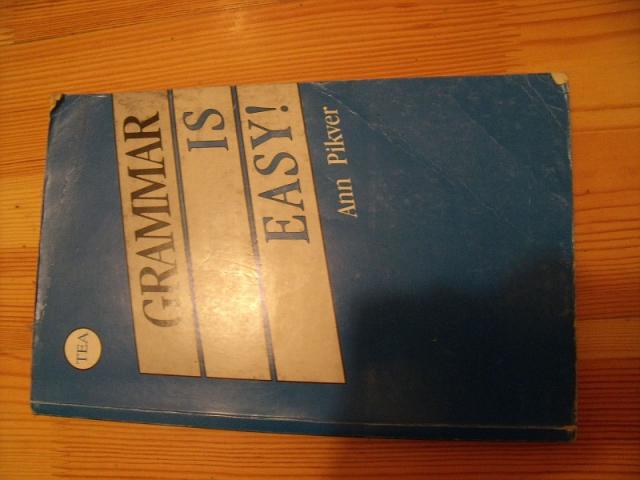 TEA
GRAMMAR
IS
EASY!
Ann Pikver